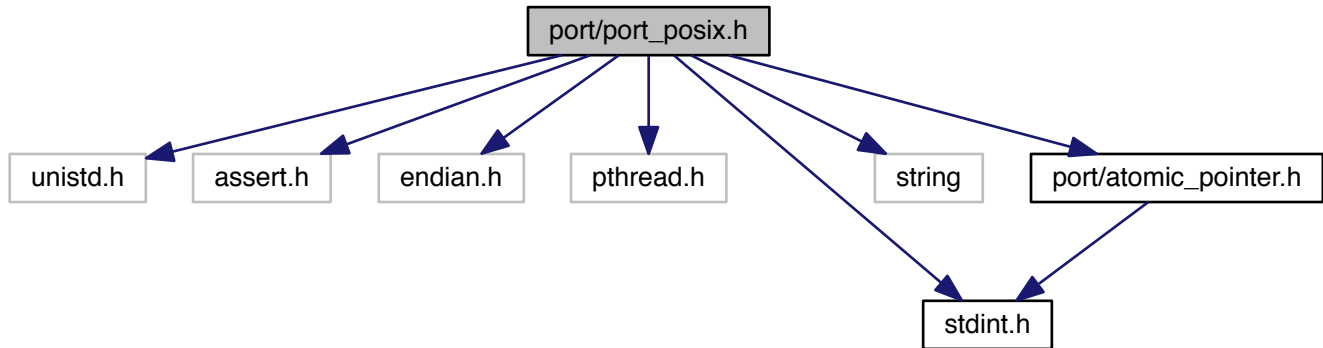 port/port_posix.h
unistd.h
assert.h
endian.h
pthread.h
string
port/atomic_pointer.h
stdint.h